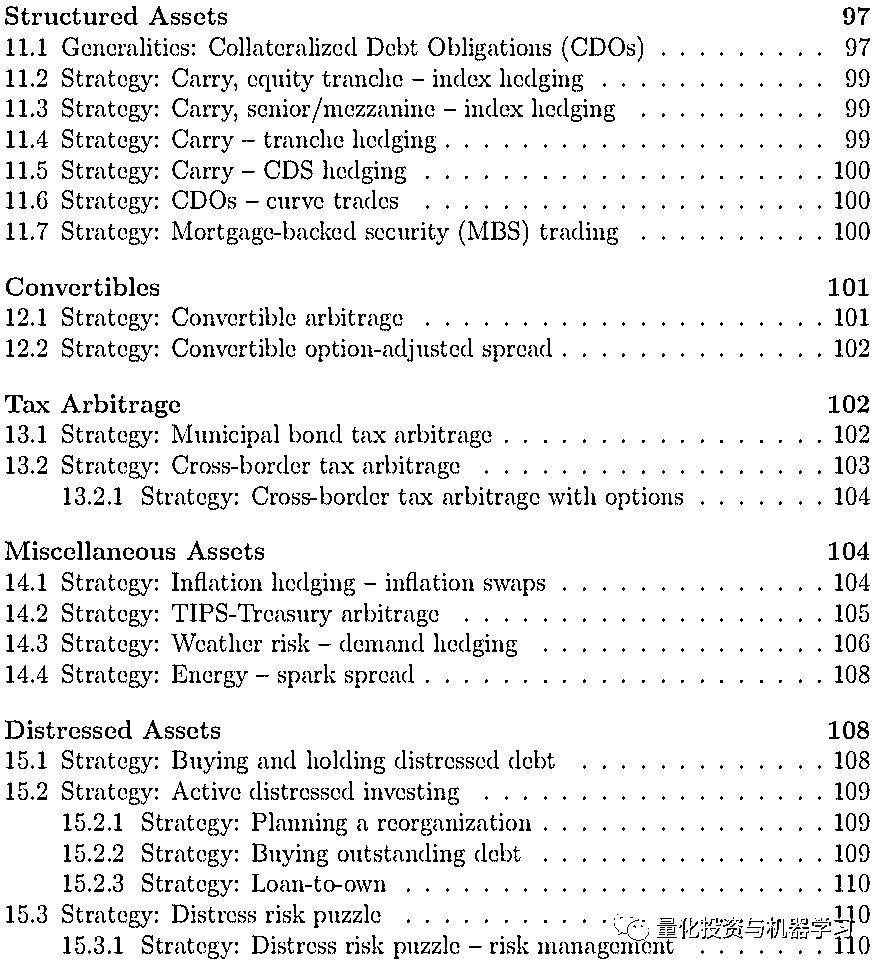 Structured Assets 97
11.1 Generalities: Collateralized Debt Obligations (CDOs) . . . . . . . . . 97
11.2 Strategy: Carry, equity tranche – index hedging . . . . . . . . . . . . 99
11.3 Strategy: Carry, senior/mezzanine – index hedging . . . . . . . . . . 99
11.4 Strategy: Carry – tranche hedging . . . . . . . . . . . . . . . . . . . . 99
11.5 Strategy: Carry – CDS hedging . . . . . . . . . . . . . . . . . . . . . 100
11.6 Strategy: CDOs – curve trades . . . . . . . . . . . . . . . . . . . . . 100
11.7 Strategy: Mortgage-backed security (MBS) trading . . . . . . . . . . 100
Convertibles 101
12.1 Strategy: Convertible arbitrage . . . . . . . . . . . . . . . . . . . . . 101
12.2 Strategy: Convertible option-adjusted spread . . . . . . . . . . . . . . 102
Tax Arbitrage 102
13.1 Strategy: Municipal bond tax arbitrage . . . . . . . . . . . . . . . . . 102
13.2 Strategy: Cross-border tax arbitrage . . . . . . . . . . . . . . . . . . 103
13.2.1 Strategy: Cross-border tax arbitrage with options . . . . . . . 104
Miscellaneous Assets 104
14.1 Strategy: Inflation hedging – inflation swaps . . . . . . . . . . . . . . 104
14.2 Strategy: TIPS-Treasury arbitrage . . . . . . . . . . . . . . . . . . . 105
14.3 Strategy: Weather risk – demand hedging . . . . . . . . . . . . . . . . 106
14.4 Strategy: Energy – spark spread . . . . . . . . . . . . . . . . . . . . . 108
Distressed Assets 108
15.1 Strategy: Buying and holding distressed debt . . . . . . . . . . . . . 108
15.2 Strategy: Active distressed investing . . . . . . . . . . . . . . . . . . 109
15.2.1 Strategy: Planning a reorganization . . . . . . . . . . . . . . . 109
15.2.2 Strategy: Buying outstanding debt . . . . . . . . . . . . . . . 109
15.2.3 Strategy: Loan-to-own . . . . . . . . . . . . . . . . . . . . . . 110
15.3 Strategy: Distress risk puzzle . . . . . . . . . . . 110
量化投资与机器学习
15.3.1 Strategy: Distress risk puzzle – risk management . . . . . . . 110